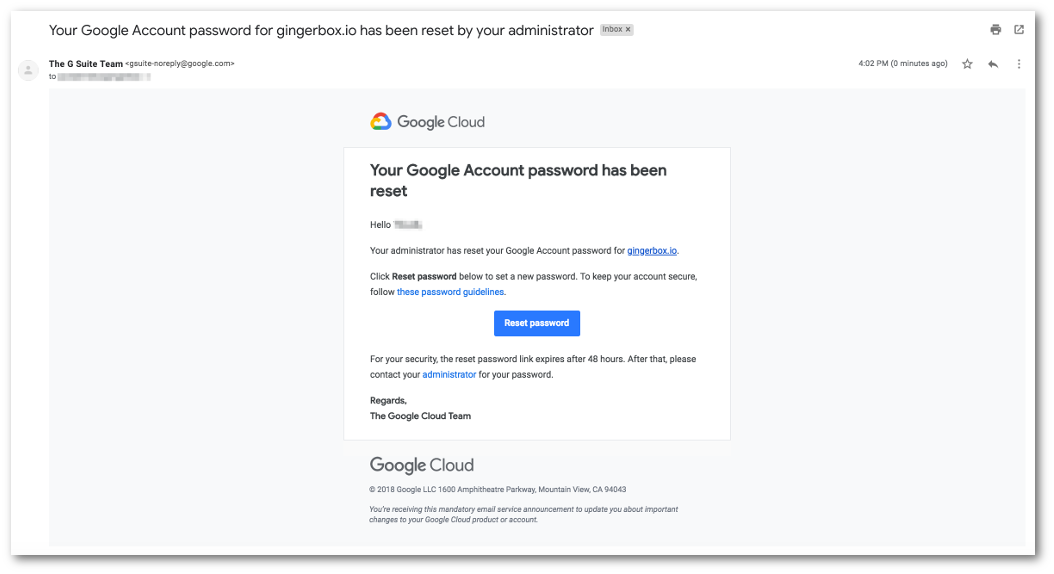 Your Google Account password for gingerbox.io has been reset by your administrator Inbox ×
The G Suite Team <gsuite-noreply@google.com> 4:02 PM (0 minutes ago)
to
Google Cloud
Your Google Account password has been
reset
Hello
Your administrator has reset your Google Account password for gingerbox.io.
Click Reset password below to set a new password. To keep your account secure,
follow these password guidelines.
Reset password
For your security, the reset password link expires after 48 hours. After that, please
contact your administrator for your password.
Regards,
The Google Cloud Team
Google Cloud
© 2018 Google LLC 1600 Amphitheatre Parkway, Mountain View, CA 94043
You're receiving this mandatory email service announcement to update you about important
changes to your Google Cloud product or account.